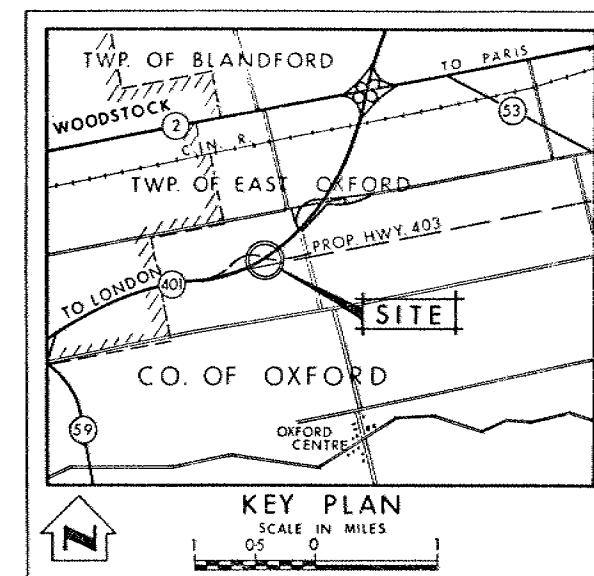 TWP. OF BLANDFORD
TO PARIS
WOODSTOCK
2
53
C. N. R.
TWP. OF EAST OXFORD
PROP. HWY. 403
TO LONDON
401
SITE
CO. OF OXFORD
59
OXFORD
CENTRE
N
KEY PLAN
SCALE IN MILES
1 0.5 0 1